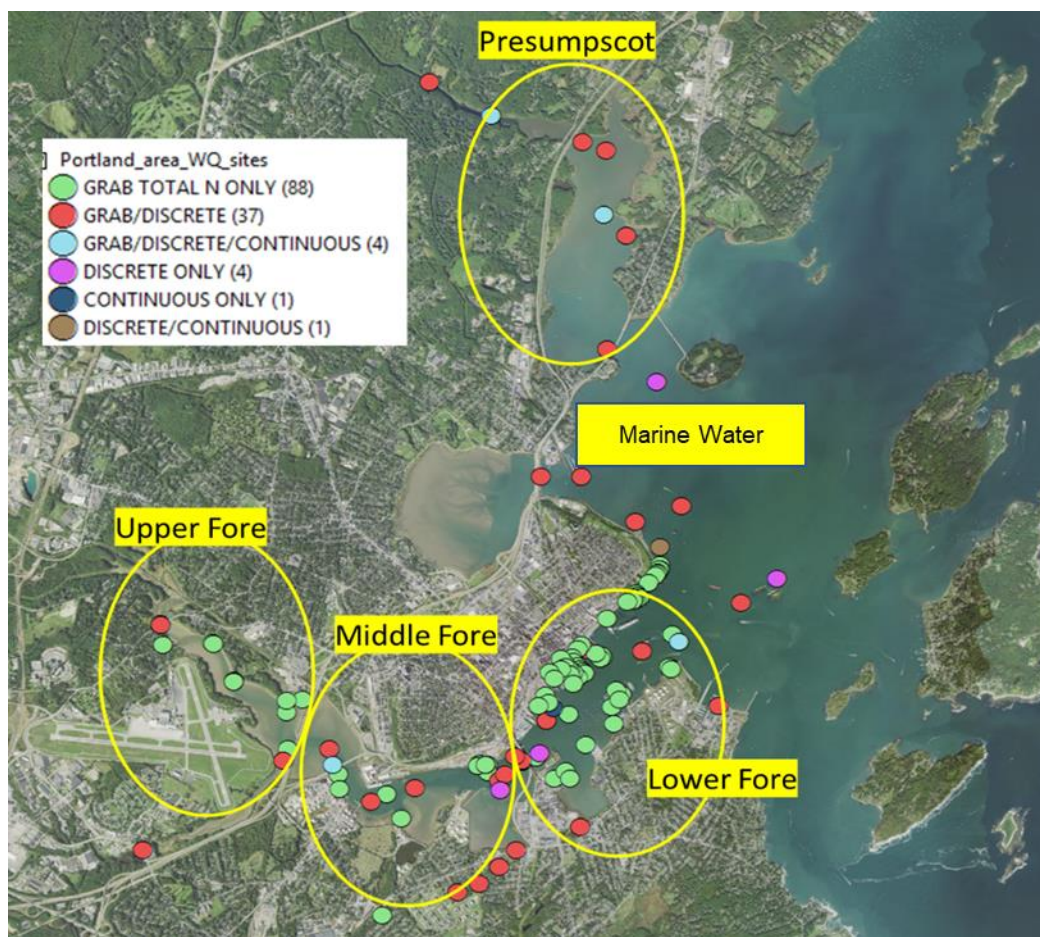 Presumpscot
Portland_area_WQ_sites
GRAB TOTAL N ONLY (88)
GRAB/DISCRETE (37)
GRAB/DISCRETE/CONTINUOUS (4)
DISCRETE ONLY (4)
CONTINUOUS ONLY (1)
DISCRETE/CONTINUOUS (1)
Marine Water
Upper Fore
Middle Fore
Lower Fore